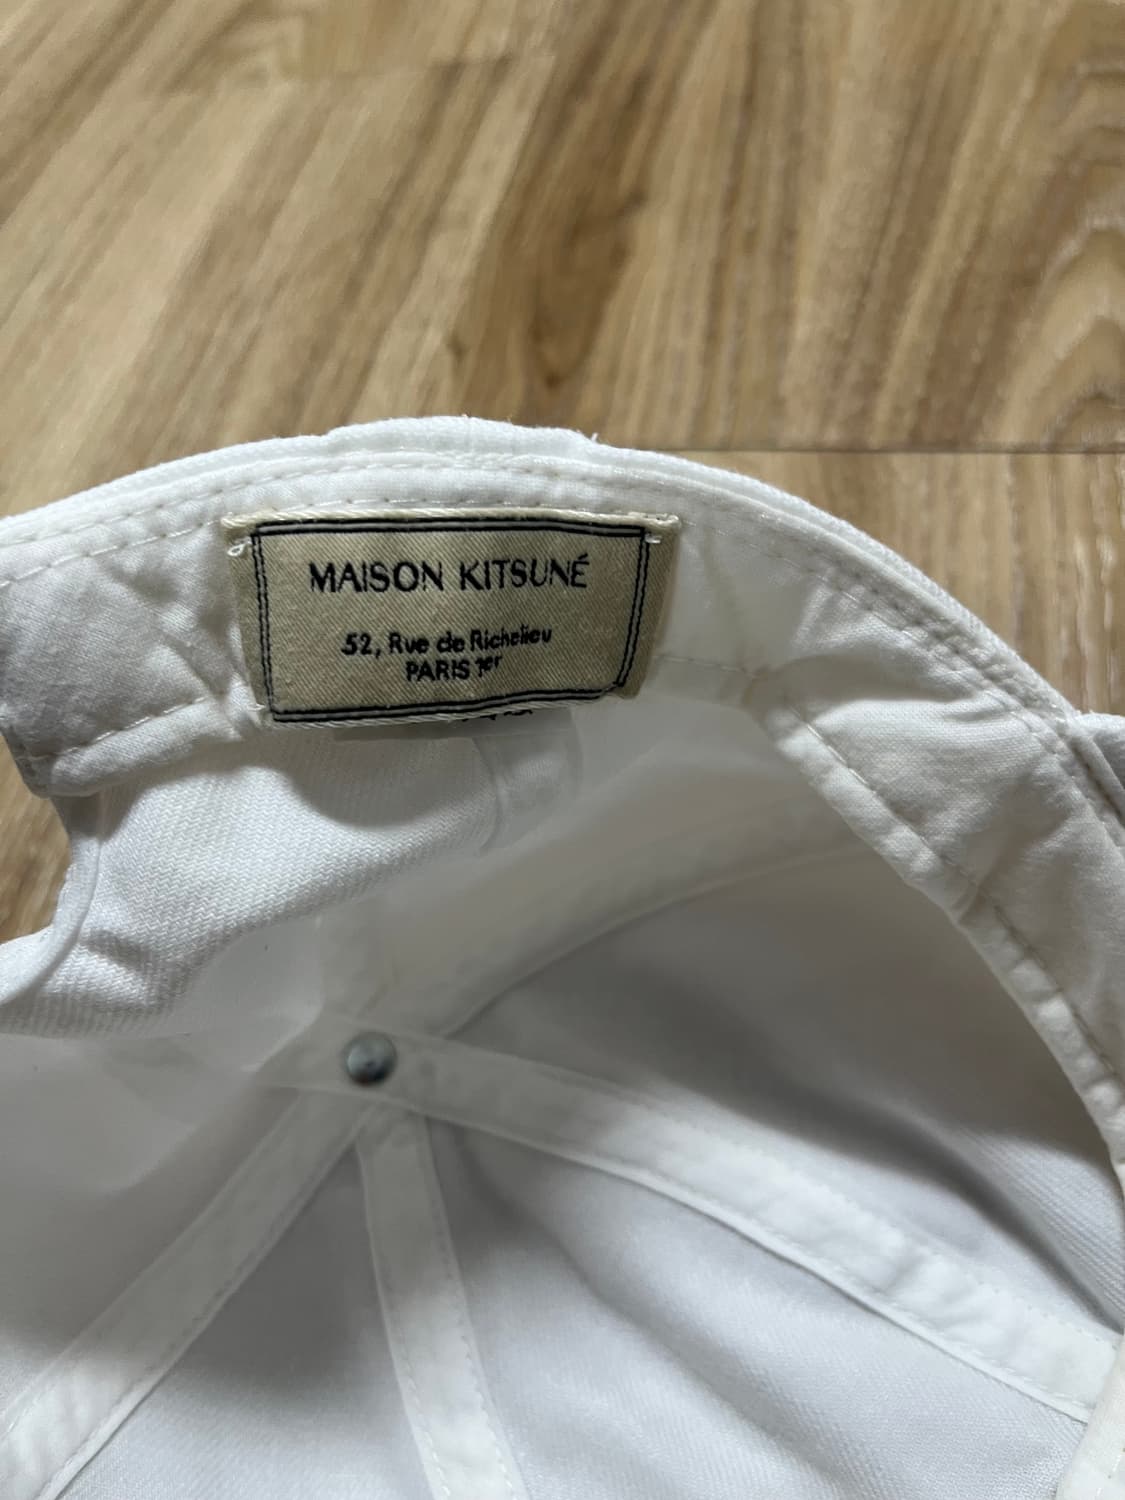 MAISON KITSUNÉ
52, Rue de Richelieu
PARIS 1er